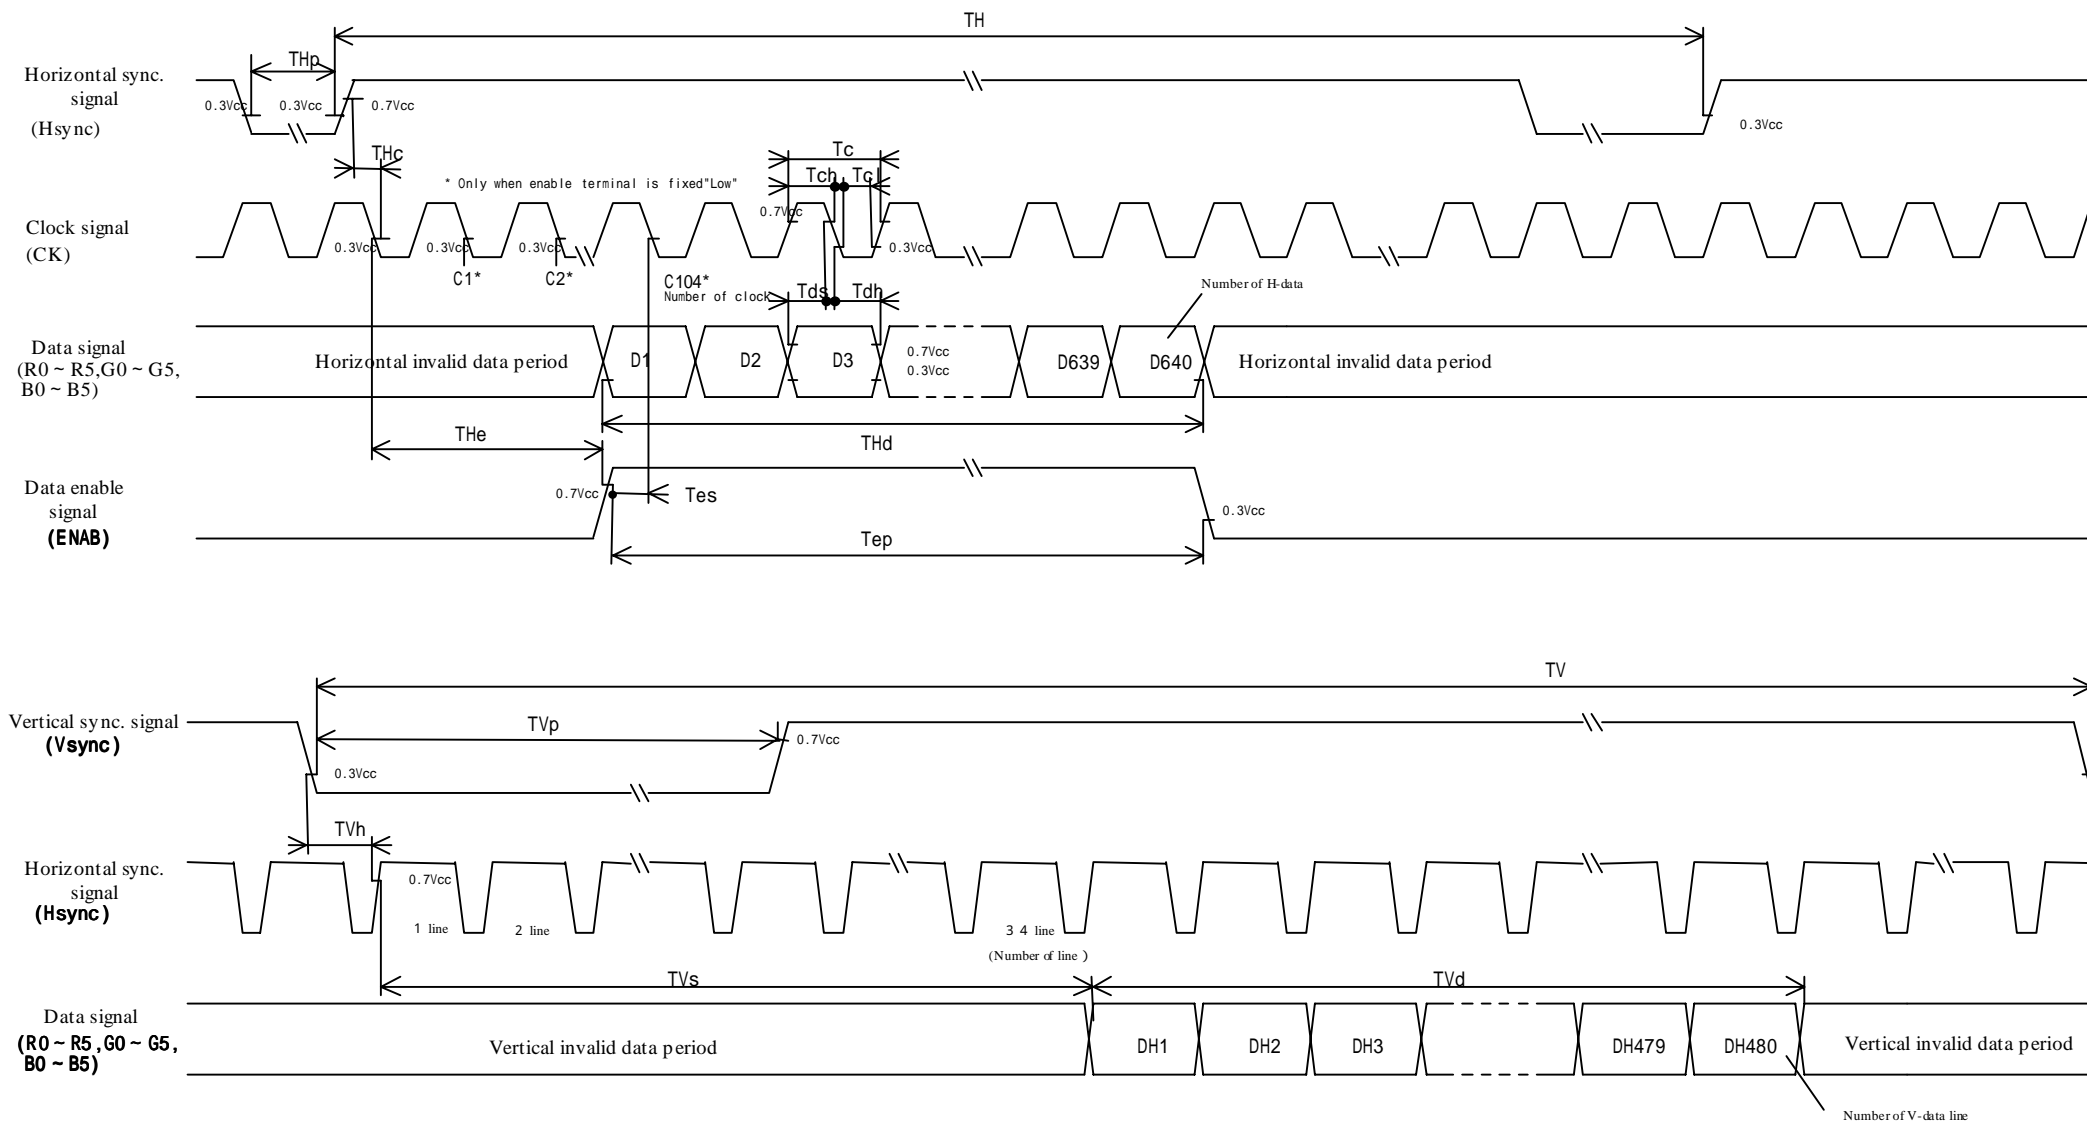 TH
THp
Horizontal sync.
signal
(Hsync)
0.3Vcc
0.3Vcc
0.7Vcc
0.3Vcc
THc
Tc
Tch
Tcl
* Only when enable terminal is fixed"Low"
Clock signal
(CK)
0.7Vcc
0.3Vcc
0.3Vcc
0.3Vcc
0.3Vcc
C1*
C2*
C104*
Number of clock
Tds
Tdh
Number of H-data
Data signal
(R0 ~ R5,G0 ~ G5,
B0 ~ B5)
Horizontal invalid data period
D1
D2
D3
0.7Vcc
0.3Vcc
D639
D640
Horizontal invalid data period
THe
THd
Data enable
signal
(ENAB)
0.7Vcc
Tes
0.3Vcc
Tep
TV
Vertical sync. signal
(Vsync)
TVp
0.7Vcc
0.3Vcc
TVh
Horizontal sync.
signal
(Hsync)
0.7Vcc
1 line
2 line
3 4 line
(Number of line )
TVs
TVd
Data signal
(R0 ~ R5,G0 ~ G5,
B0 ~ B5)
Vertical invalid data period
DH1
DH2
DH3
DH479
DH480
Vertical invalid data period
Number of V-data line